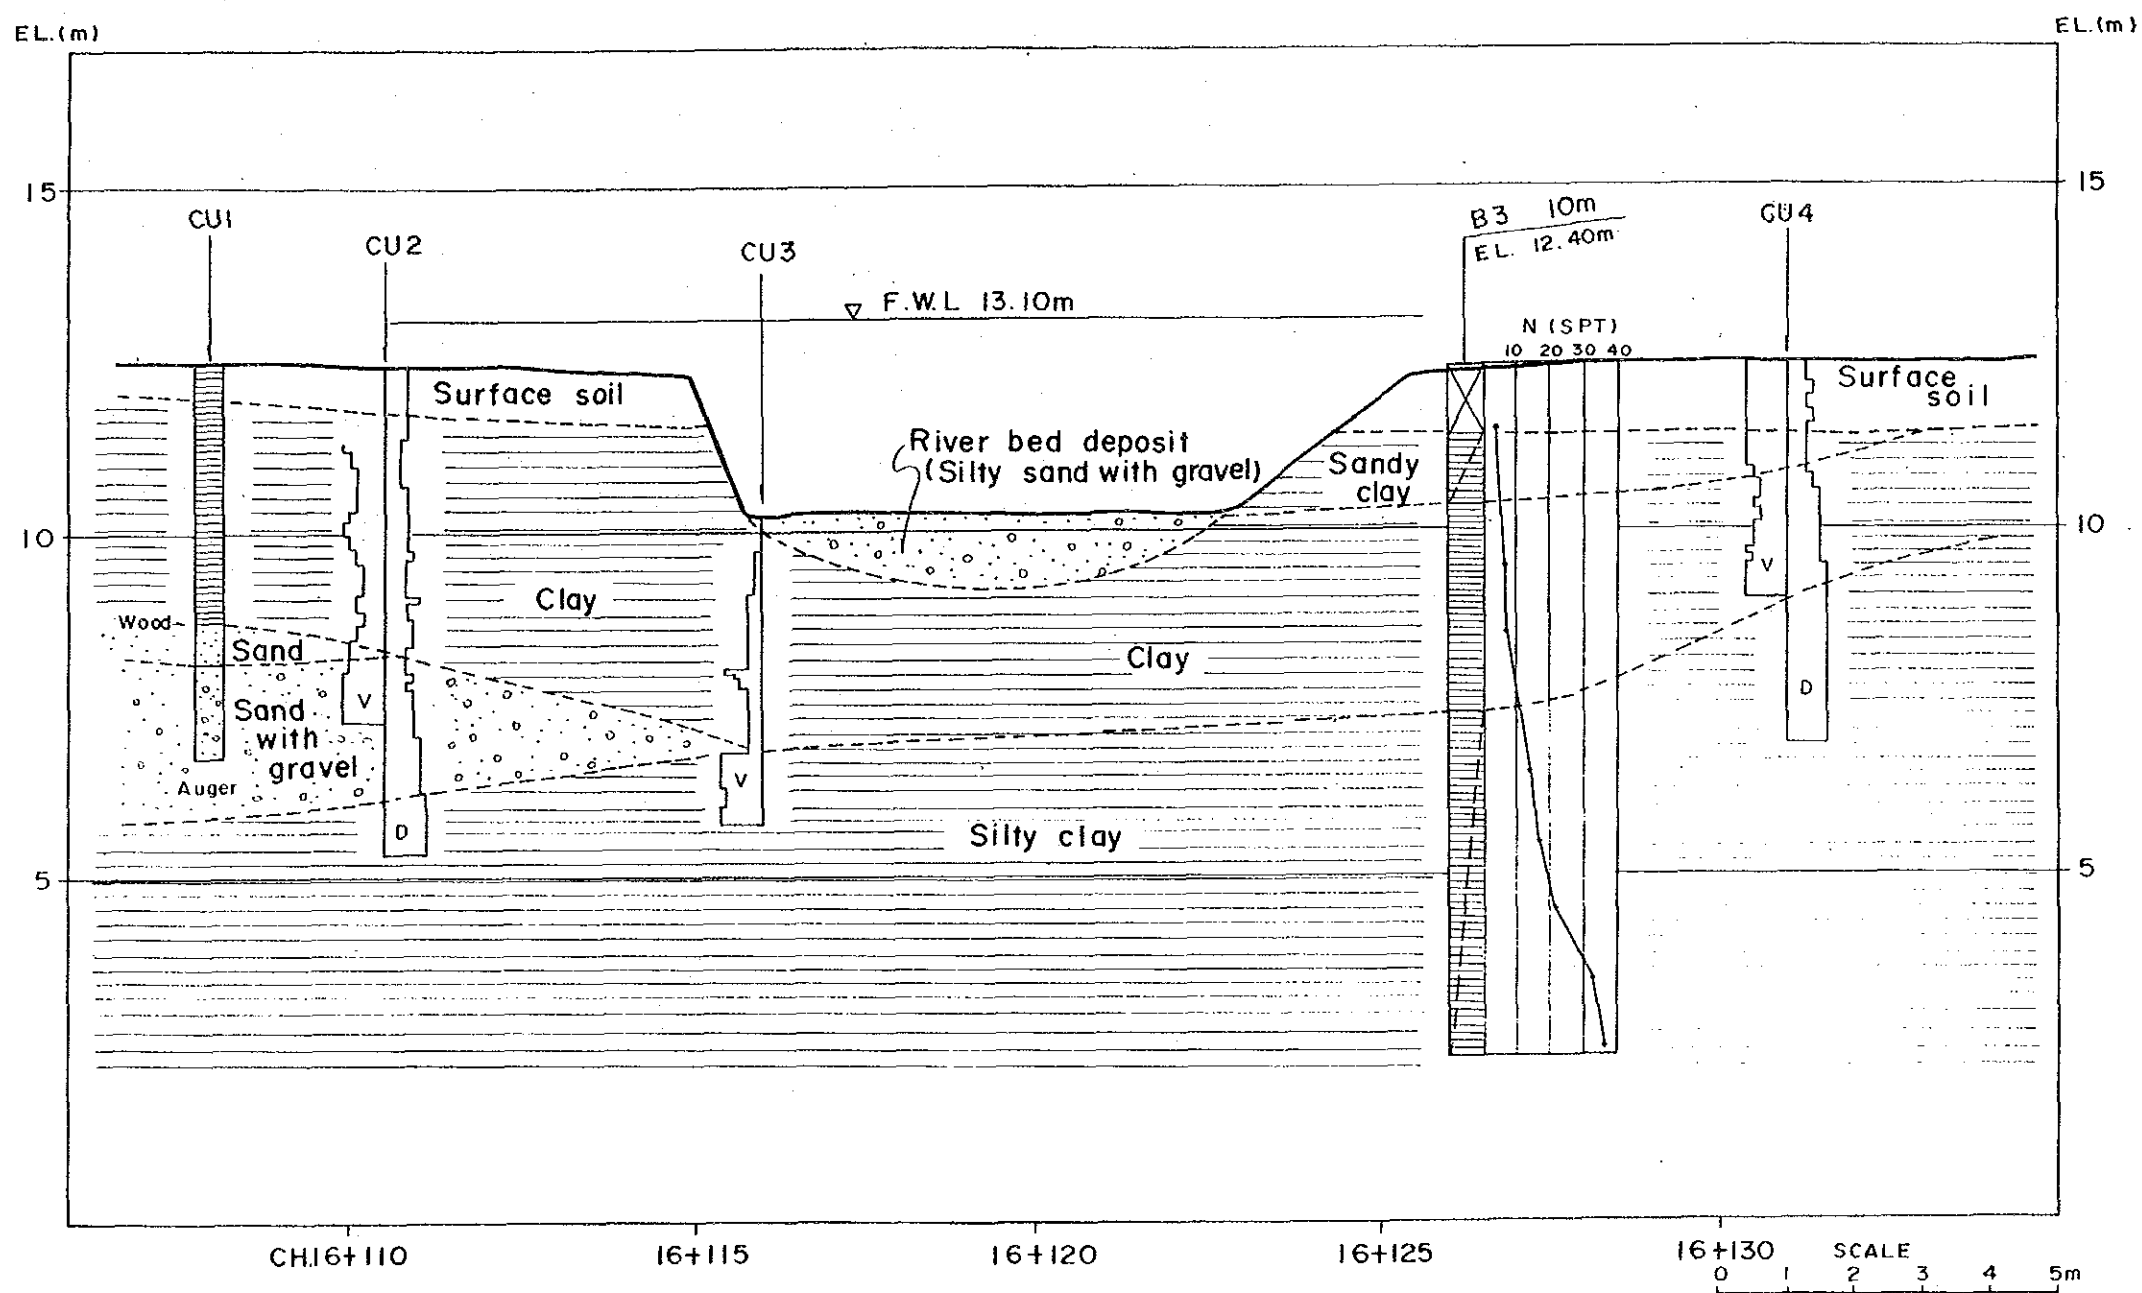 EL.(m)
EL.(m)
15
15
CU1
CU2
CU3
B3 10m
EL. 12.40m
GU4
F.W.L 13.10m
N (SPT)
10 20 30 40
Surface soil
Surface
soil
River bed deposit
(Silty sand with gravel)
Sandy
clay
10
10
V
Clay
Wood
Sand
Clay
V
D
Sand
with
gravel
Auger
V
D
Silty clay
5
5
CH.16+110
16+115
16+120
16+125
16+130
SCALE
0 1 2 3 4 5m